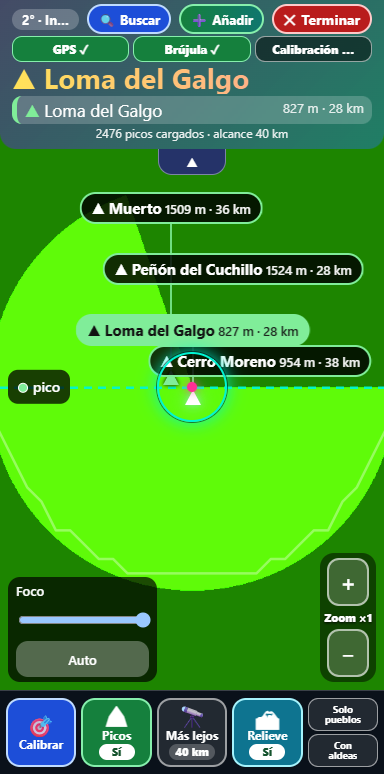 2° · In...
🔍 Buscar
➕ Añadir
✕ Terminar
GPS ✓
Brújula ✓
Calibración ...
Loma del Galgo
Loma del Galgo 827 m · 28 km
2476 picos cargados · alcance 40 km
Muerto 1509 m · 36 km
Peñón del Cuchillo 1524 m · 28 km
Loma del Galgo 827 m · 28 km
Cerro Moreno 954 m · 38 km
pico
Foco
Auto
+
Zoom ×1
−
Calibrar
Picos
Sí
Más lejos
40 km
Relieve
Sí
Solo
pueblos
Con
aldeas